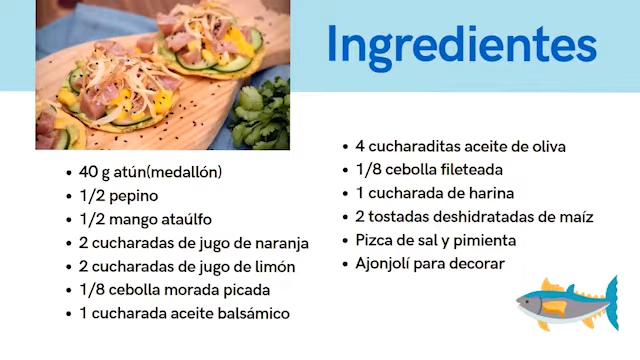 Ingredientes
• 40 g atún(medallón)
• 1/2 pepino
• 1/2 mango ataúlfo
• 2 cucharadas de jugo de naranja
• 2 cucharadas de jugo de limón
• 1/8 cebolla morada picada
• 1 cucharada aceite balsámico
• 4 cucharaditas aceite de oliva
• 1/8 cebolla fileteada
• 1 cucharada de harina
• 2 tostadas deshidratadas de maíz
• Pizca de sal y pimienta
• Ajonjolí para decorar